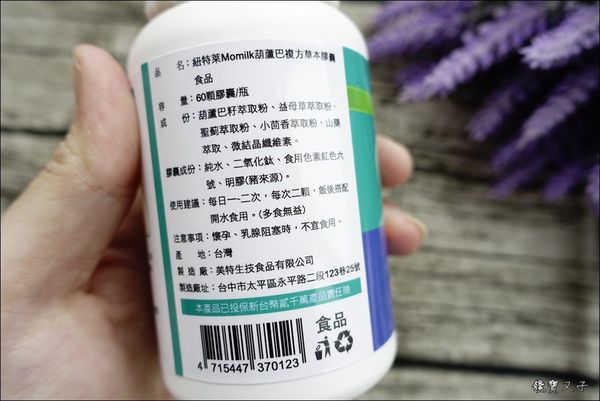 品名：紐特萊Momilk葫蘆巴複方草本膠囊
食品
容量：60顆膠囊/瓶
成份：葫蘆巴籽萃取粉、益母草萃取粉、
聖薊萃取粉、小茴香萃取粉、山藥
萃取、微結晶纖維素。
膠囊成份：純水、二氧化鈦、食用色素紅色六
號、明膠(豬來源)。
使用建議：每日一-二次，每次二顆，飯後搭配
開水食用。(多食無益)
注意事項：懷孕、乳腺阻塞時，不宜食用。
產地：台灣
製造廠：美特生技食品有限公司
製造廠址：台中市太平區永平路二段123巷25號
本產品已投保新台幣貳千萬產品責任險
食品
4 715447 370123